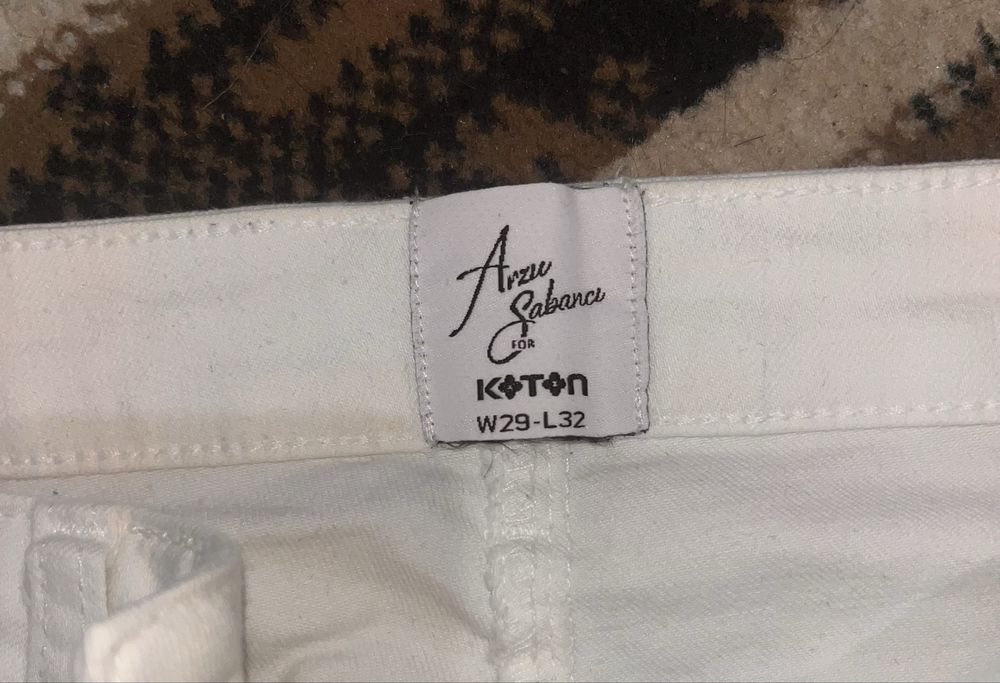 Arzu
Sabancı
FOR
KOTON
W29-L32